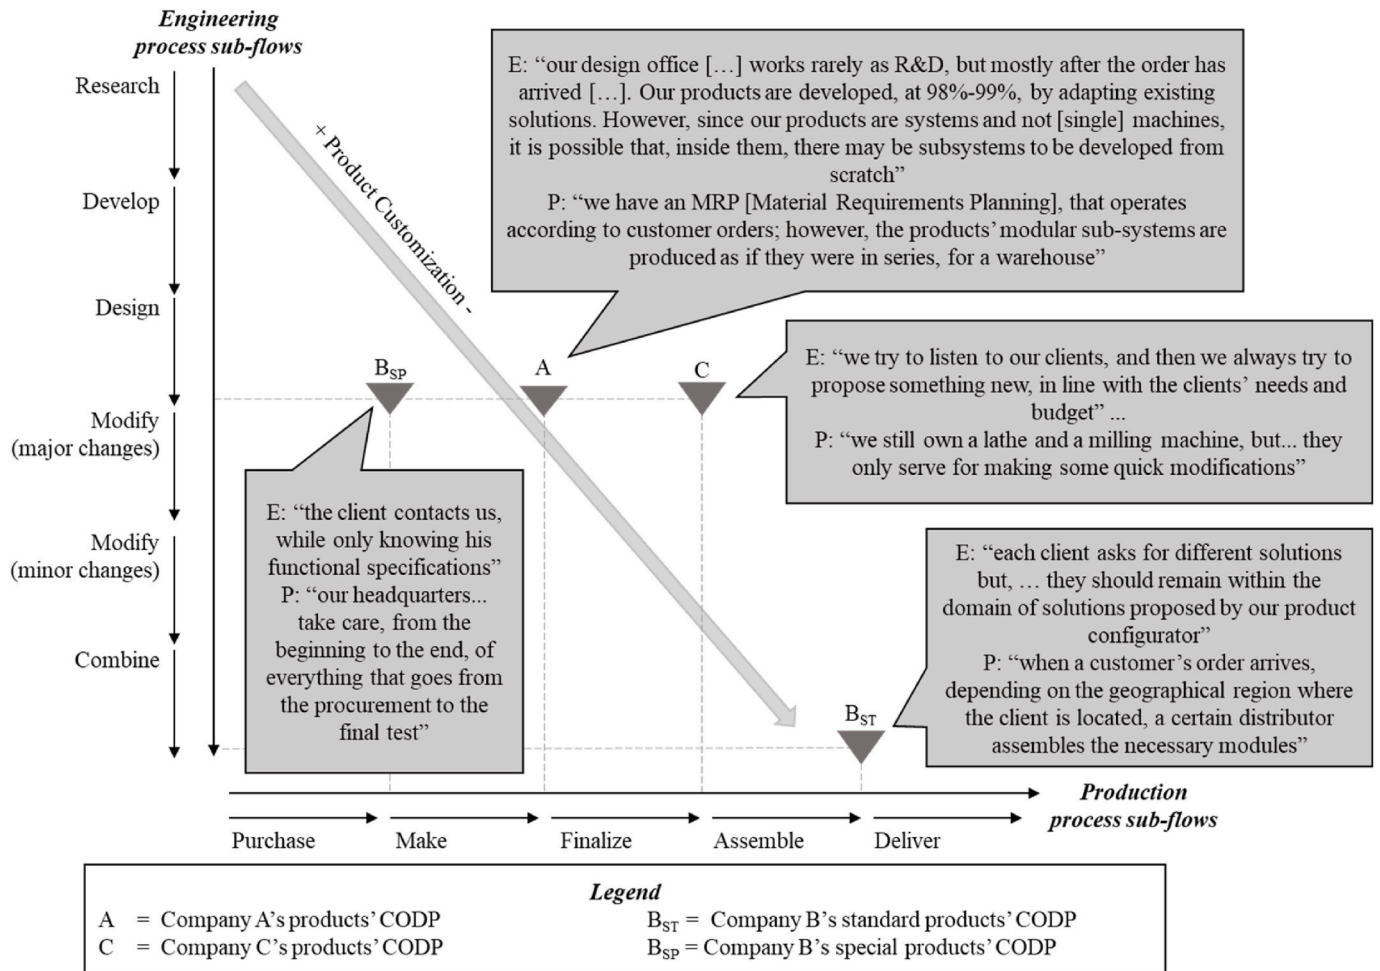 Engineering
process sub-flows
Research
Develop
Design
Modify
(major changes)
Modify
(minor changes)
Combine
+ Product Customization -
E: “our design office […] works rarely as R&D, but mostly after the order has
arrived […]. Our products are developed, at 98%-99%, by adapting existing
solutions. However, since our products are systems and not [single] machines,
it is possible that, inside them, there may be subsystems to be developed from
scratch”
P: “we have an MRP [Material Requirements Planning], that operates
according to customer orders; however, the products’ modular sub-systems are
produced as if they were in series, for a warehouse”
B_SP
A
C
E: “we try to listen to our clients, and then we always try to
propose something new, in line with the clients’ needs and
budget” ...
P: “we still own a lathe and a milling machine, but... they
only serve for making some quick modifications”
E: “the client contacts us,
while only knowing his
functional specifications”
P: “our headquarters...
take care, from the
beginning to the end, of
everything that goes from
the procurement to the
final test”
E: “each client asks for different solutions
but, … they should remain within the
domain of solutions proposed by our product
configurator”
P: “when a customer’s order arrives,
depending on the geographical region where
the client is located, a certain distributor
assembles the necessary modules”
B_ST
Production
process sub-flows
Purchase Make Finalize Assemble Deliver
Legend
A = Company A’s products’ CODP
B_ST = Company B’s standard products’ CODP
C = Company C’s products’ CODP
B_SP = Company B’s special products’ CODP